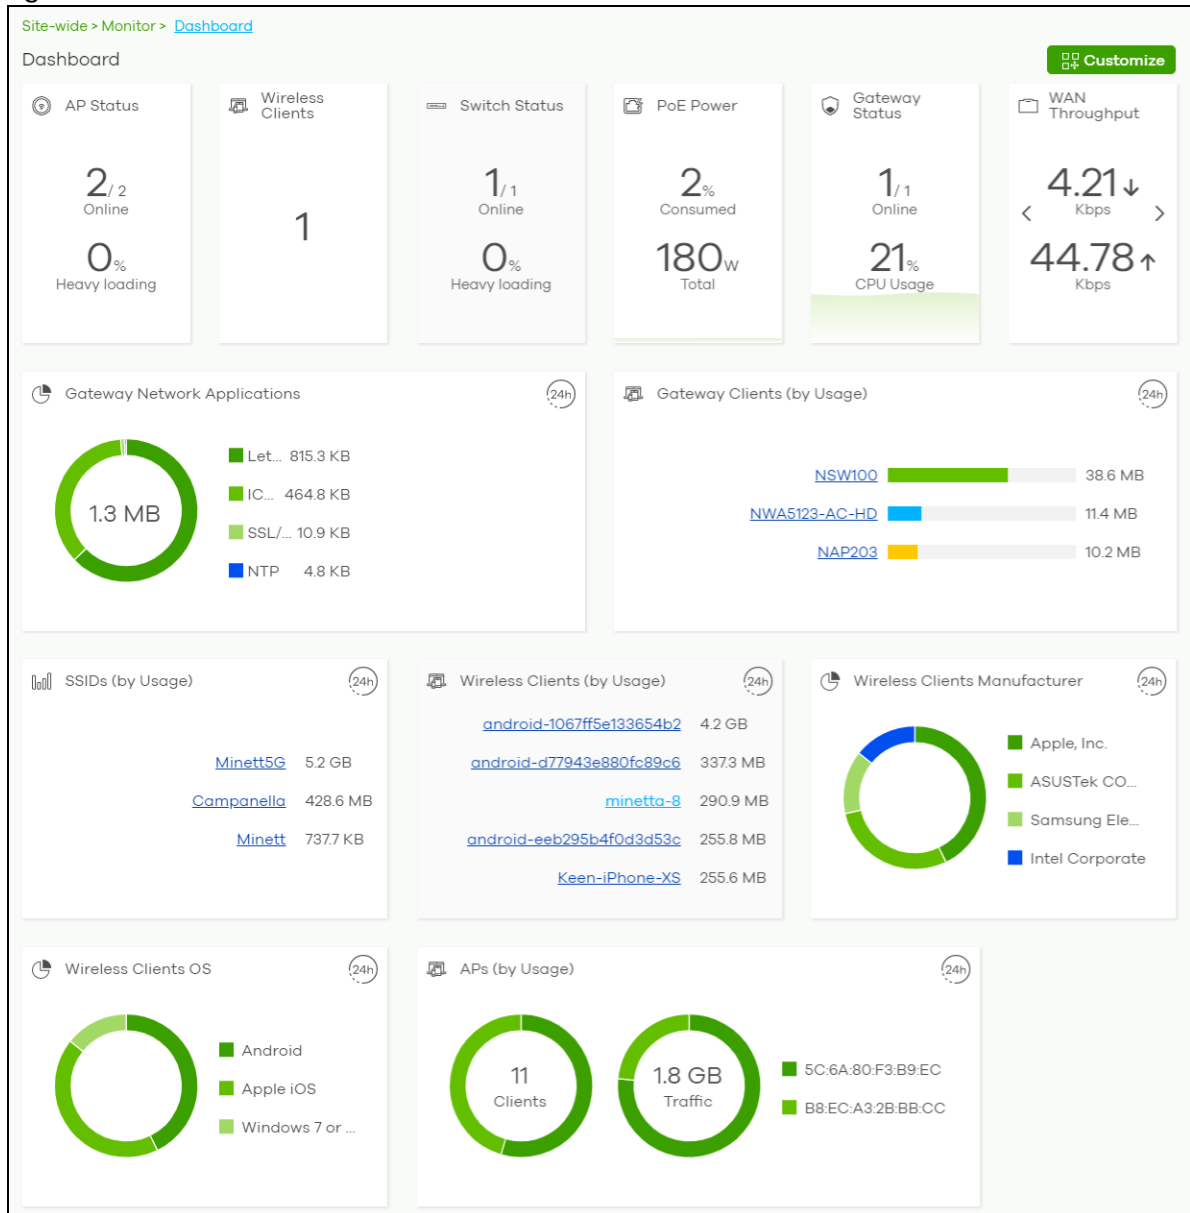 Site-wide > Monitor > Dashboard
Dashboard
Customize
AP Status
2/ 2
Online
0%
Heavy loading
Wireless
Clients
1
Switch Status
1/ 1
Online
0%
Heavy loading
PoE Power
2%
Consumed
180W
Total
Gateway
Status
1/ 1
Online
21%
CPU Usage
WAN
Throughput
4.21↓
Kbps
< >
44.78↑
Kbps
Gateway Network Applications
24h
1.3 MB
Let... 815.3 KB
IC... 464.8 KB
SSL/... 10.9 KB
NTP 4.8 KB
Gateway Clients (by Usage)
24h
NSW100 38.6 MB
NWA5123-AC-HD 11.4 MB
NAP203 10.2 MB
SSIDs (by Usage)
24h
Minett5G 5.2 GB
Campanella 428.6 MB
Minett 737.7 KB
Wireless Clients (by Usage)
24h
android-1067ff5e133654b2 4.2 GB
android-d77943e880fc89c6 337.3 MB
minetta-8 290.9 MB
android-eeb295b4f0d3d53c 255.8 MB
Keen-iPhone-XS 255.6 MB
Wireless Clients Manufacturer
24h
Apple, Inc.
ASUSTek CO...
Samsung Ele...
Intel Corporate
Wireless Clients OS
24h
Android
Apple iOS
Windows 7 or ...
APs (by Usage)
24h
11
Clients
1.8 GB
Traffic
5C:6A:80:F3:B9:EC
B8:EC:A3:2B:BB:CC